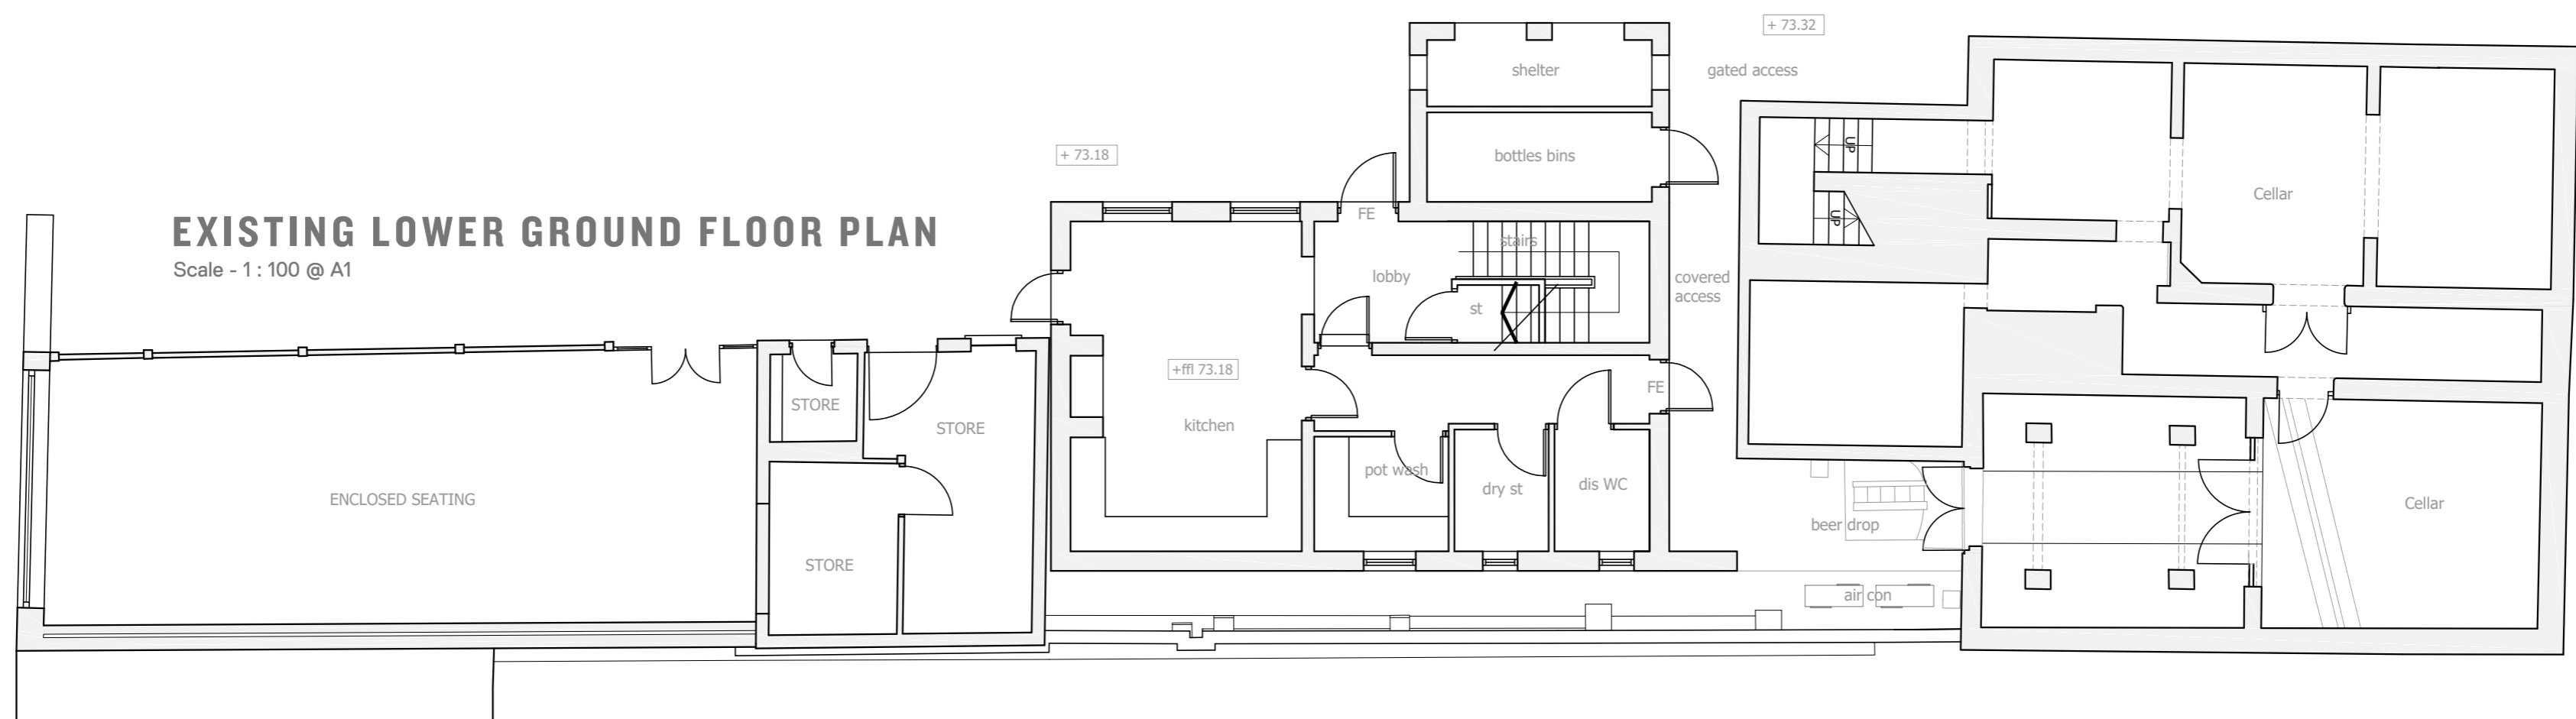 + 73.32
shelter
gated access
+ 73.18
bottles bins
UP
Cellar
EXISTING LOWER GROUND FLOOR PLAN
Scale - 1 : 100 @ A1
FE
UP
stairs
lobby
covered
access
st
+ffl 73.18
FE
STORE
STORE
kitchen
pot wash
dry st
dis WC
ENCLOSED SEATING
Cellar
beer drop
STORE
air con